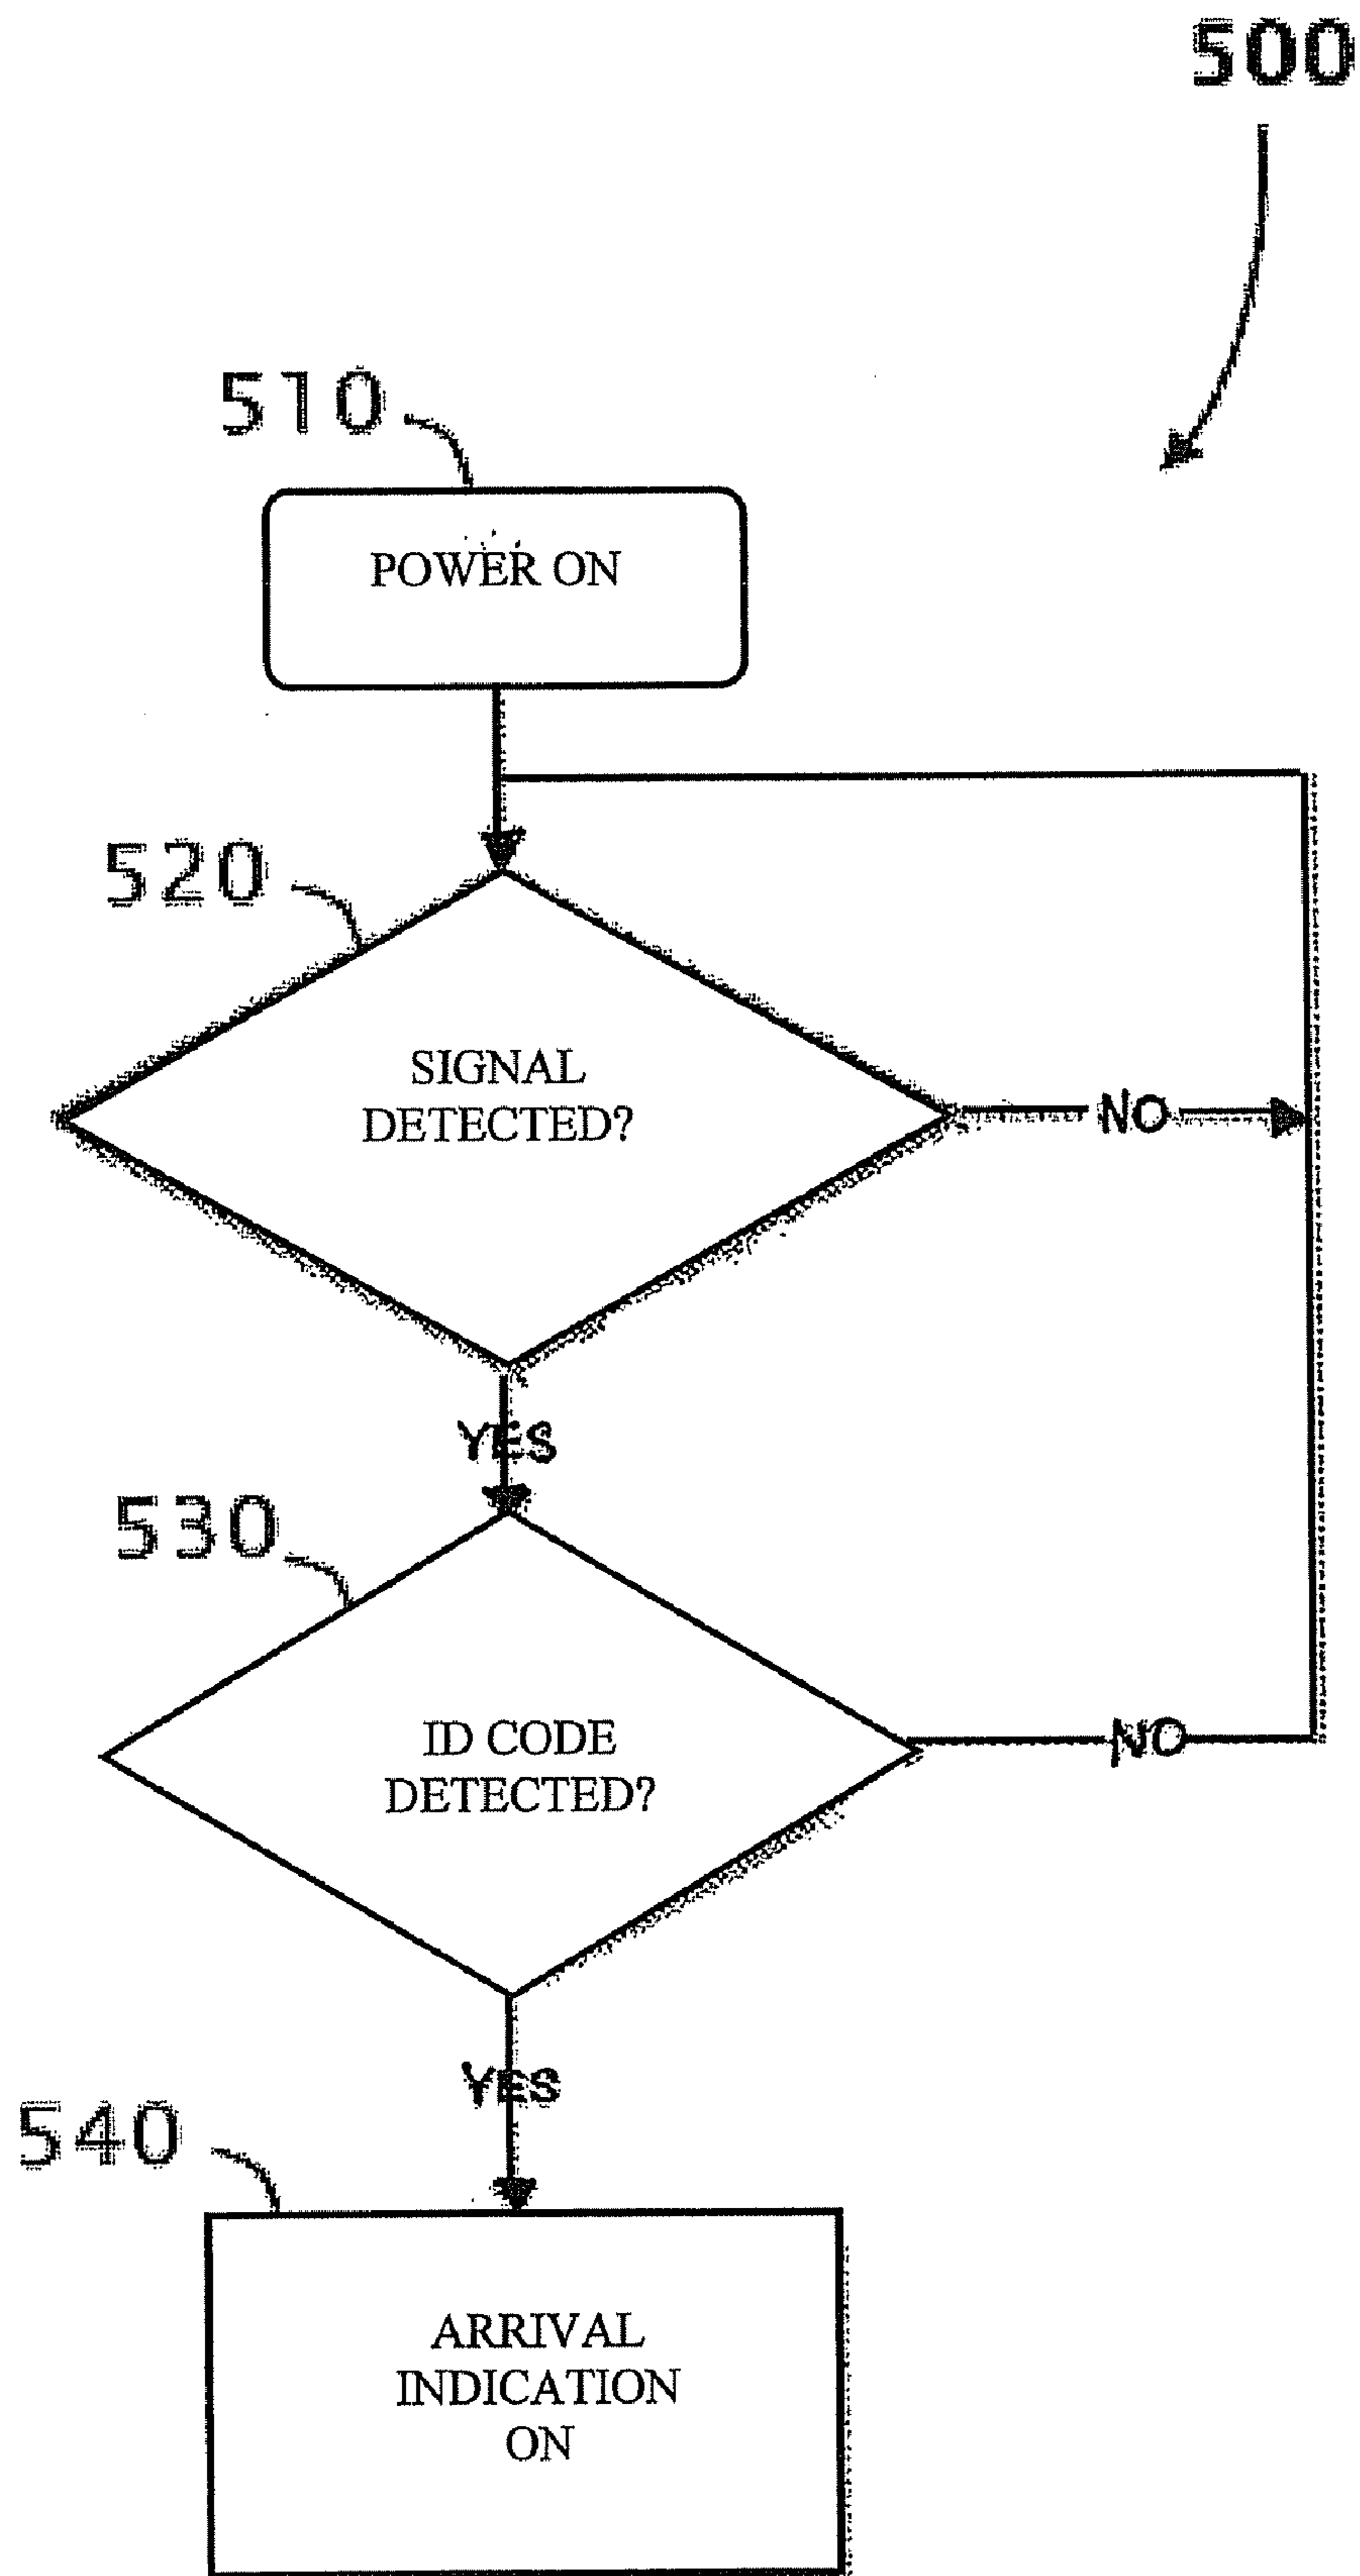 500
510
POWER ON
520
SIGNAL
DETECTED?
NO
YES
530
ID CODE
DETECTED?
NO
YES
540
ARRIVAL
INDICATION
ON